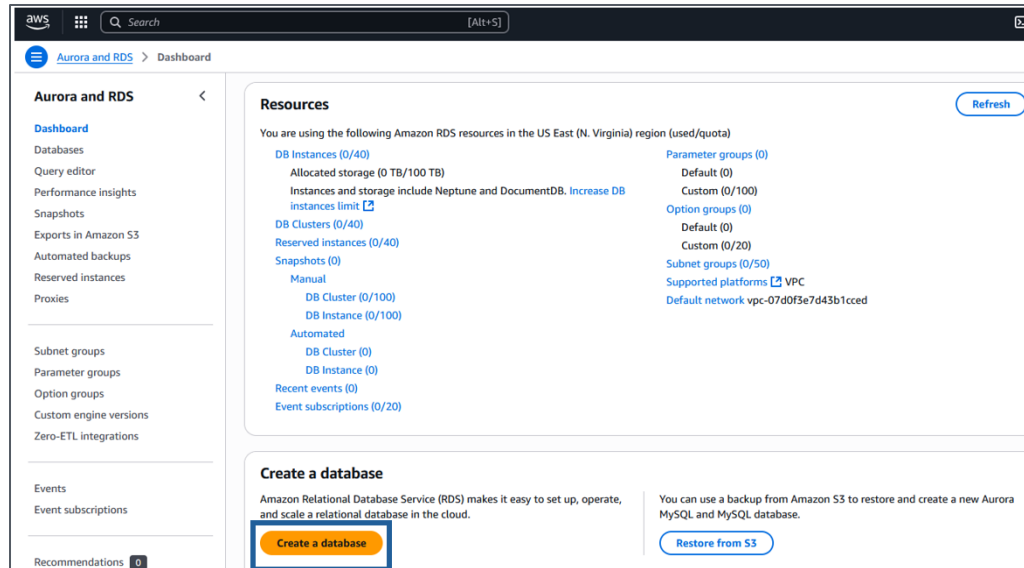 aws
Search
[Alt+S]
Aurora and RDS > Dashboard
Aurora and RDS
Dashboard
Databases
Query editor
Performance insights
Snapshots
Exports in Amazon S3
Automated backups
Reserved instances
Proxies
Subnet groups
Parameter groups
Option groups
Custom engine versions
Zero-ETL integrations
Events
Event subscriptions
Recommendations 0
Resources
Refresh
You are using the following Amazon RDS resources in the US East (N. Virginia) region (used/quota)
DB Instances (0/40)
Allocated storage (0 TB/100 TB)
Instances and storage include Neptune and DocumentDB. Increase DB
instances limit
DB Clusters (0/40)
Reserved instances (0/40)
Snapshots (0)
Manual
DB Cluster (0/100)
DB Instance (0/100)
Automated
DB Cluster (0)
DB Instance (0)
Recent events (0)
Event subscriptions (0/20)
Parameter groups (0)
Default (0)
Custom (0/100)
Option groups (0)
Default (0)
Custom (0/20)
Subnet groups (0/50)
Supported platforms VPC
Default network vpc-07d0f3e7d43b1cced
Create a database
Amazon Relational Database Service (RDS) makes it easy to set up, operate,
and scale a relational database in the cloud.
Create a database
You can use a backup from Amazon S3 to restore and create a new Aurora
MySQL and MySQL database.
Restore from S3